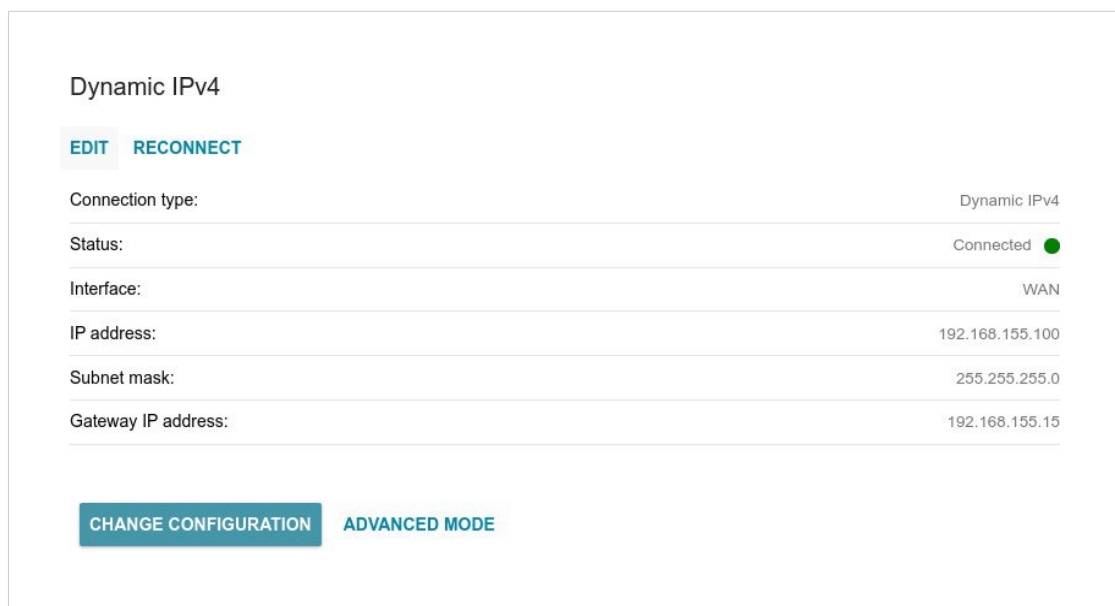 Dynamic IPv4
EDIT RECONNECT
Connection type: Dynamic IPv4
Status: Connected
Interface: WAN
IP address: 192.168.155.100
Subnet mask: 255.255.255.0
Gateway IP address: 192.168.155.15
CHANGE CONFIGURATION ADVANCED MODE